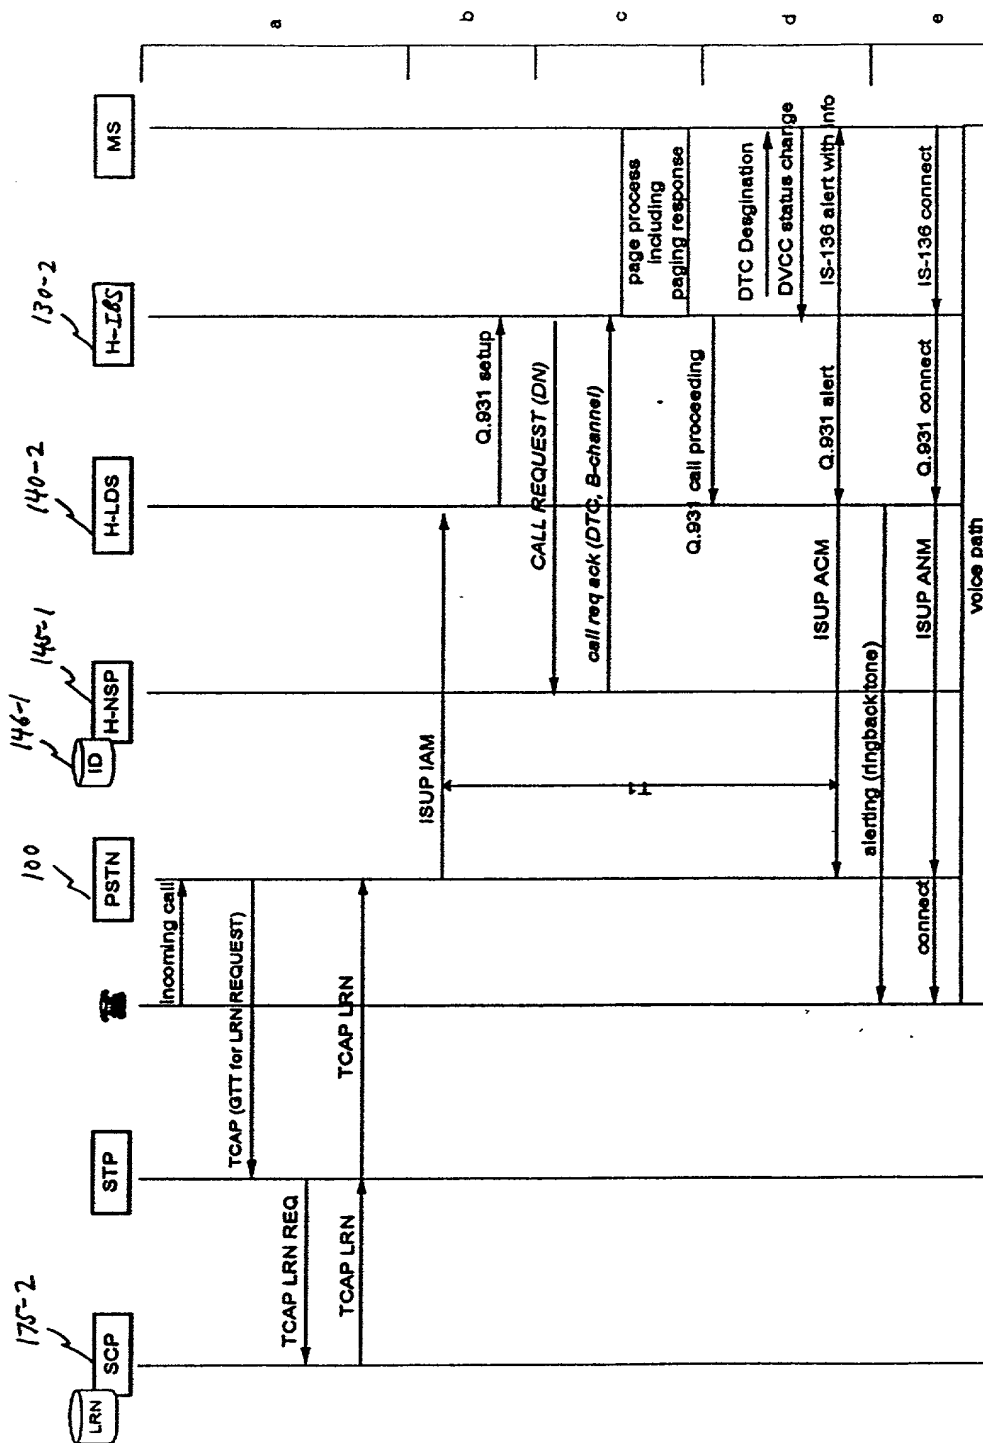 175-2
LRN
SCP
STP
100
PSTN
146-1
ID
145-1
H-NSP
140-2
H-LDS
130-2
H-IBS
MS
incoming call
a
TCAP (GTT for LRN REQUEST)
TCAP LRN REQ
TCAP LRN
TCAP LRN
ISUP IAM
b
Q.931 setup
CALL REQUEST (DN)
c
call req ack (DTC, B-channel)
page process
including
paging response
Q.931 call proceeding
DTC Desgination
d
DVCC status change
IS-136 alert with info
Q.931 alert
ISUP ACM
alerting (ringback tone)
e
IS-136 connect
Q.931 connect
ISUP ANM
connect
voice path